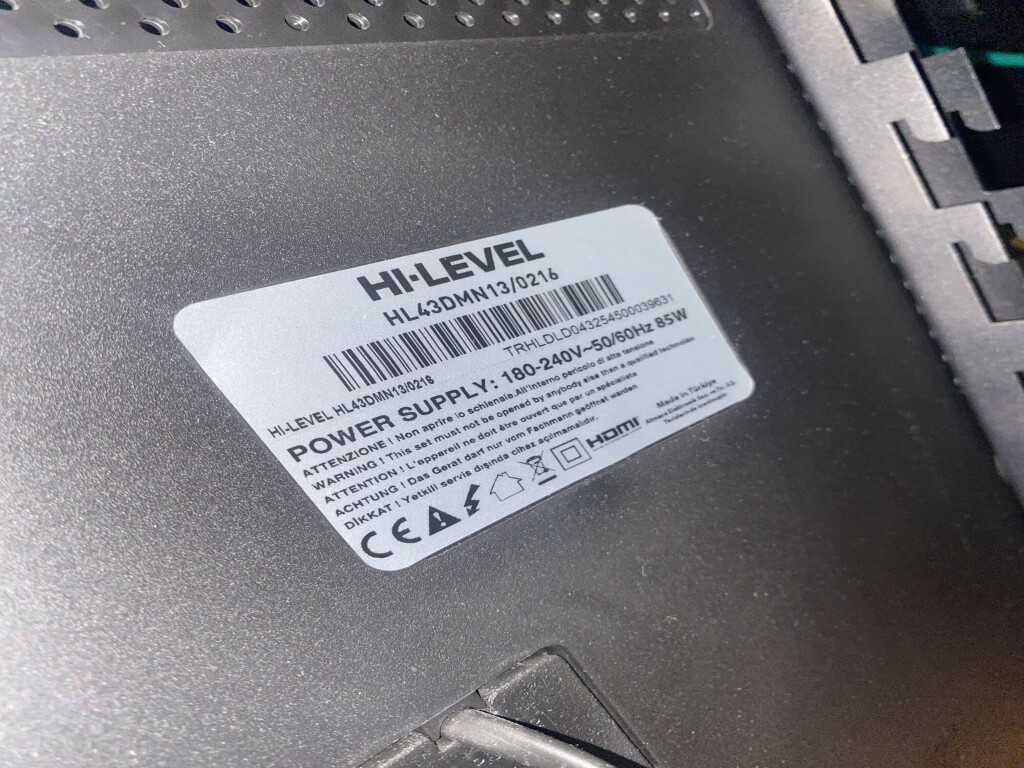 HI-LEVEL
HL43DMN13/0216
TRHLDLD043254500039631
HI-LEVEL HL43DMN13/0216
POWER SUPPLY: 180-240V~50/60Hz 85W
ATTENZIONE ! Non aprire lo schienale.All'interno pericolo di alta tensione
WARNING ! This set must not be opened by anybody else than a qualified technician
ATTENTION ! L'appareil ne doit être ouvert que par un spécialiste
ACHTUNG ! Das Gerat darf nur vom Fachmann geöffnet werden
DİKKAT ! Yetkili servis dışında cihaz açılmamalıdır.
CE
HDMI
Made in Türkiye